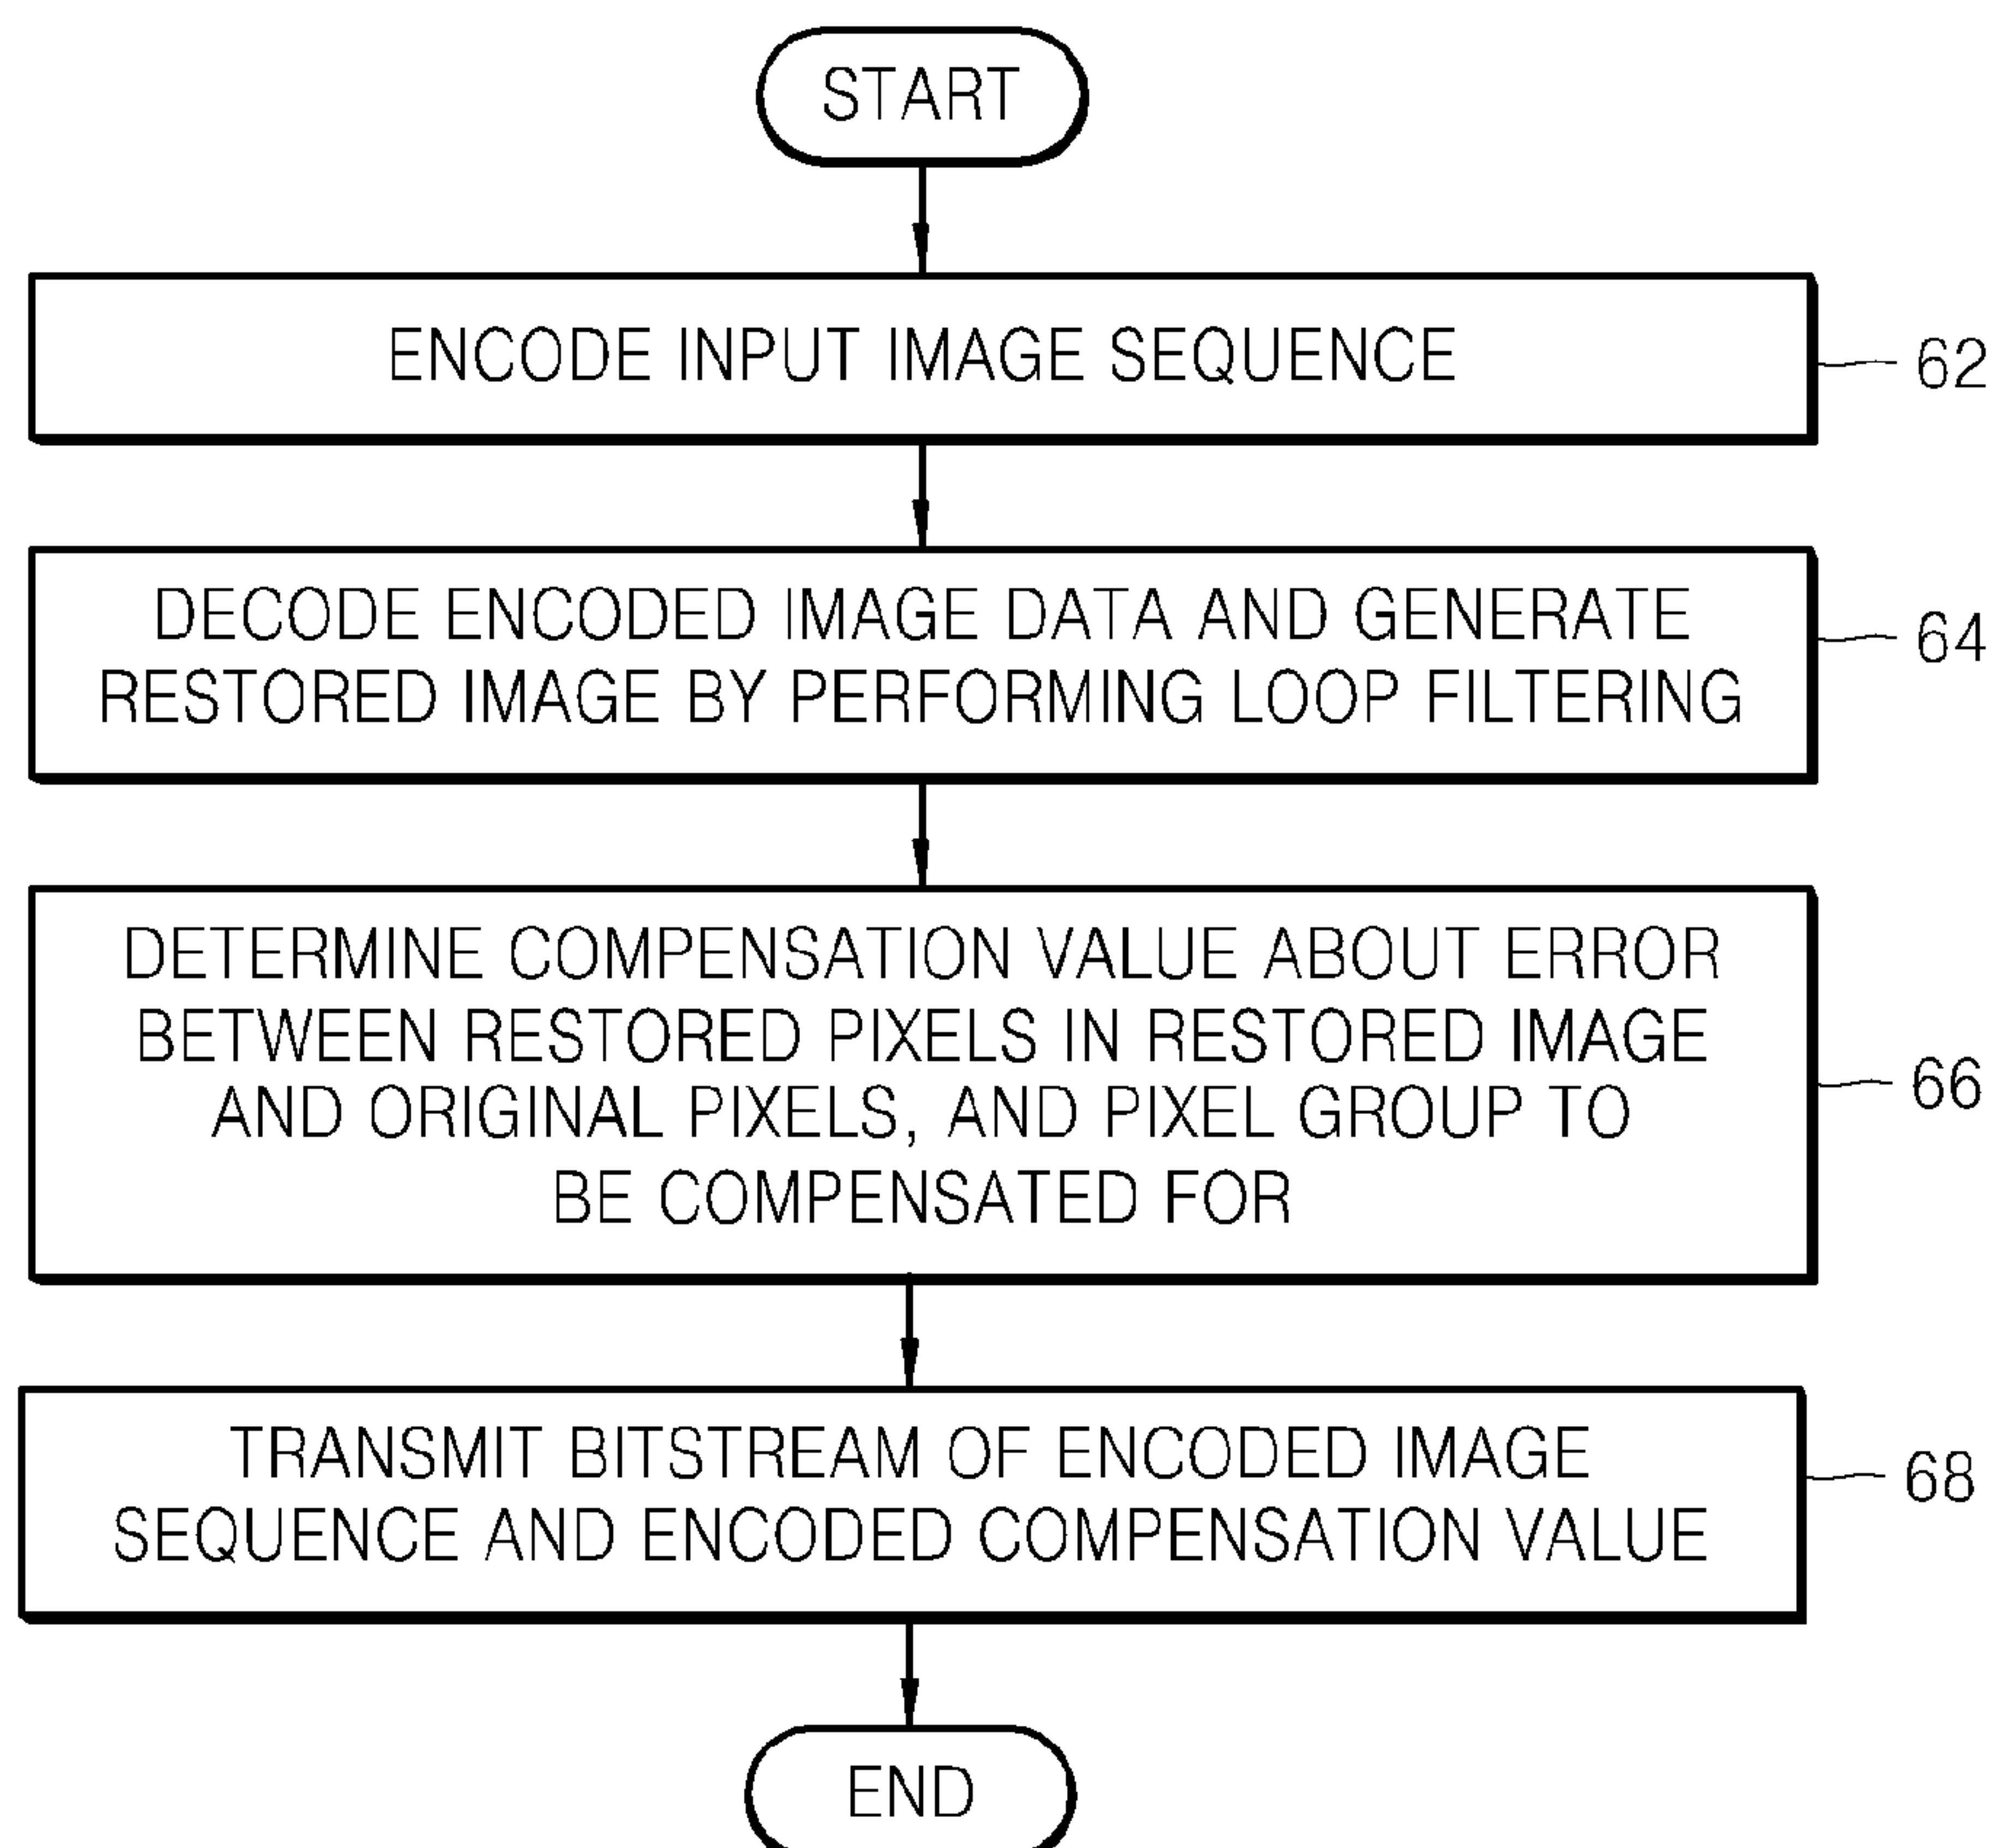 START
ENCODE INPUT IMAGE SEQUENCE
62
DECODE ENCODED IMAGE DATA AND GENERATE
RESTORED IMAGE BY PERFORMING LOOP FILTERING
64
DETERMINE COMPENSATION VALUE ABOUT ERROR
BETWEEN RESTORED PIXELS IN RESTORED IMAGE
AND ORIGINAL PIXELS, AND PIXEL GROUP TO
BE COMPENSATED FOR
66
TRANSMIT BITSTREAM OF ENCODED IMAGE
SEQUENCE AND ENCODED COMPENSATION VALUE
68
END